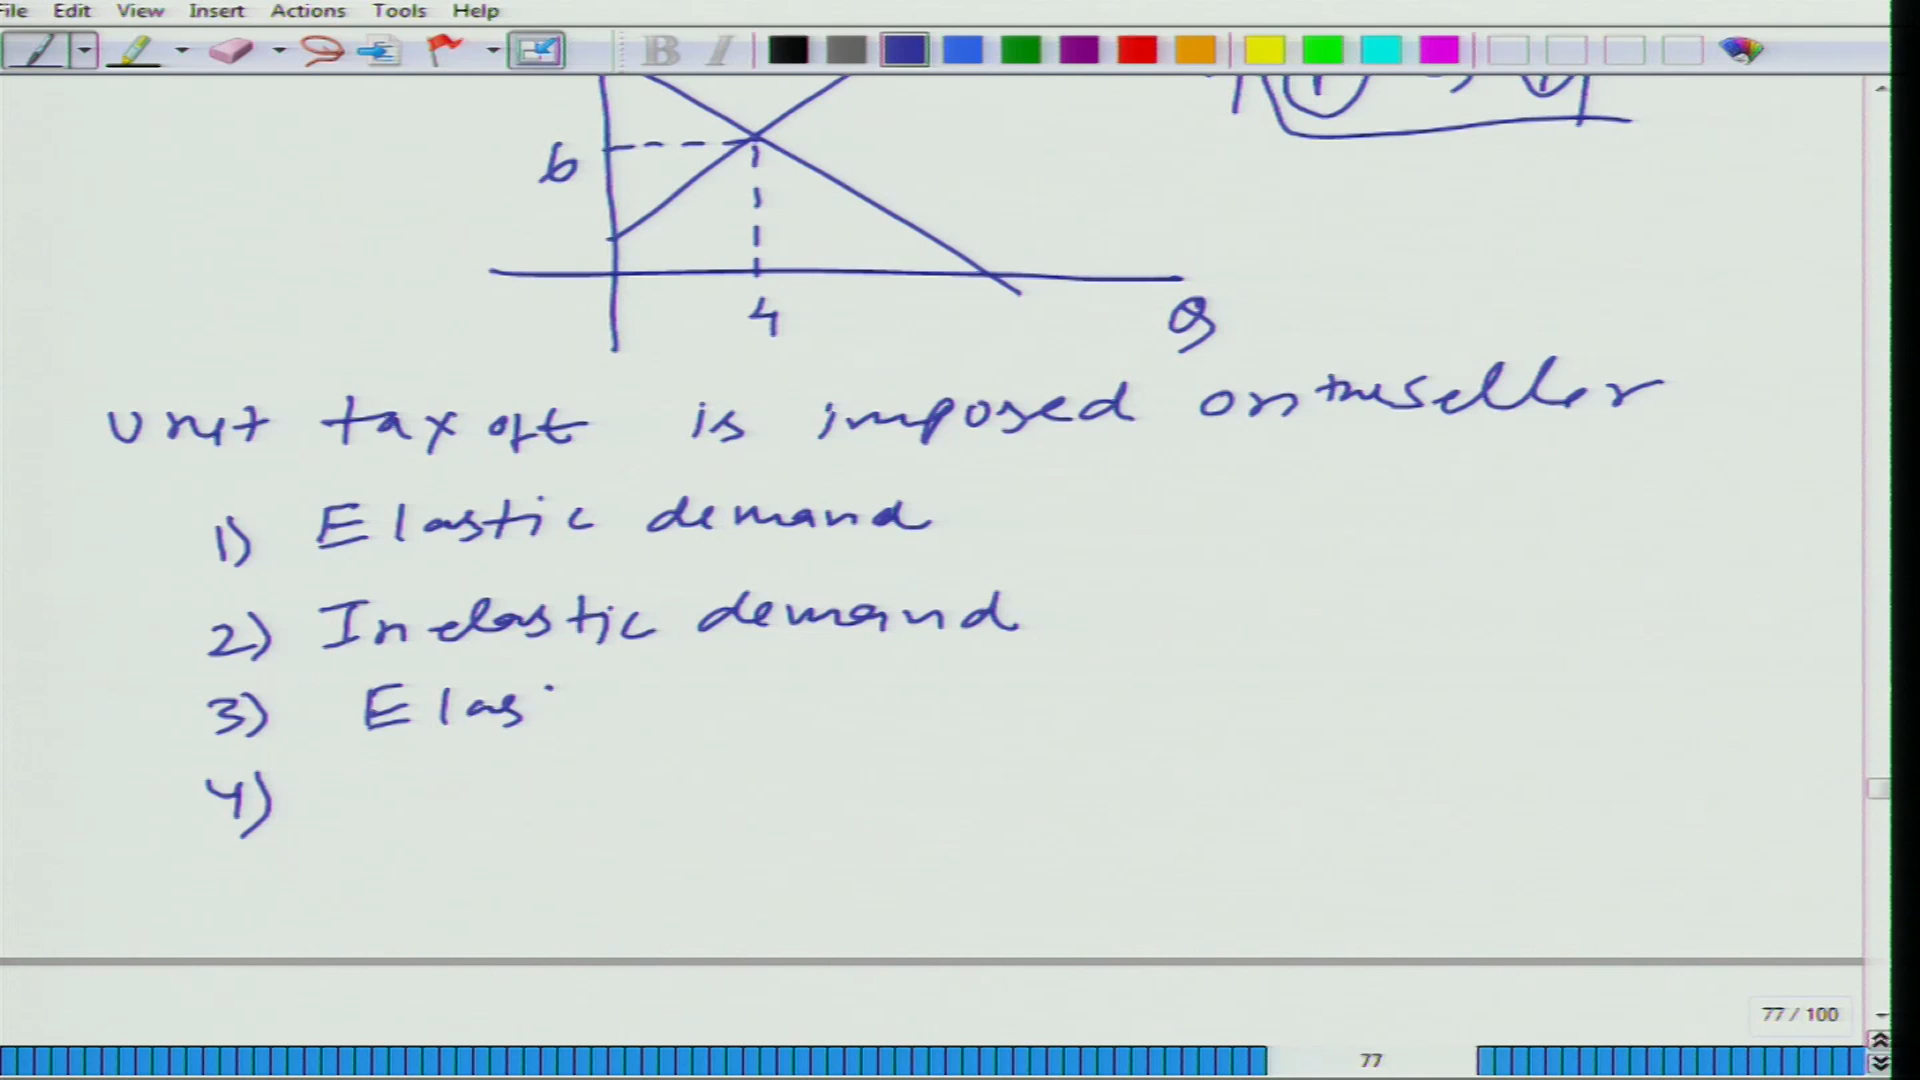 File Edit View Insert Actions Tools Help
B I
6
4
Q
Unit tax of t is imposed on the seller
1) Elastic demand
2) Inelastic demand
3) Elasi
4)
77 / 100
77